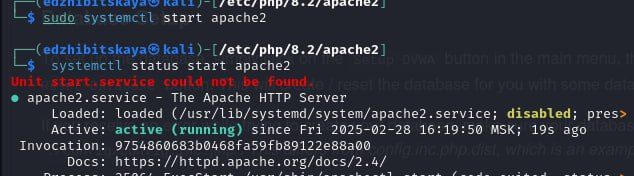 (edzhibitskaya㉿kali)-[/etc/php/8.2/apache2]
$ sudo systemctl start apache2
(edzhibitskaya㉿kali)-[/etc/php/8.2/apache2]
$ systemctl status start apache2
Unit start.service could not be found.
● apache2.service - The Apache HTTP Server
Loaded: loaded (/usr/lib/systemd/system/apache2.service; disabled; pres>
Active: active (running) since Fri 2025-02-28 16:19:50 MSK; 19s ago
Invocation: 9754860683b0468fa59fb89122e88a00
Docs: https://httpd.apache.org/docs/2.4/